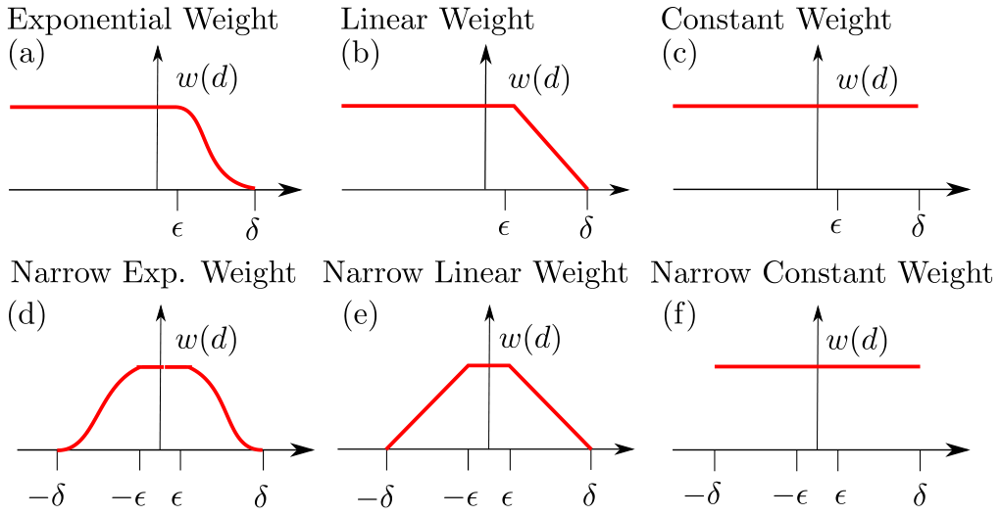 Exponential Weight Linear Weight Constant Weight
(a) (b) (c)
w(d) w(d) w(d)
ϵ δ ϵ δ ϵ δ
Narrow Exp. Weight Narrow Linear Weight Narrow Constant Weight
(d) (e) (f)
w(d) w(d) w(d)
−δ −ϵ ϵ δ −δ −ϵ ϵ δ −δ −ϵ ϵ δ